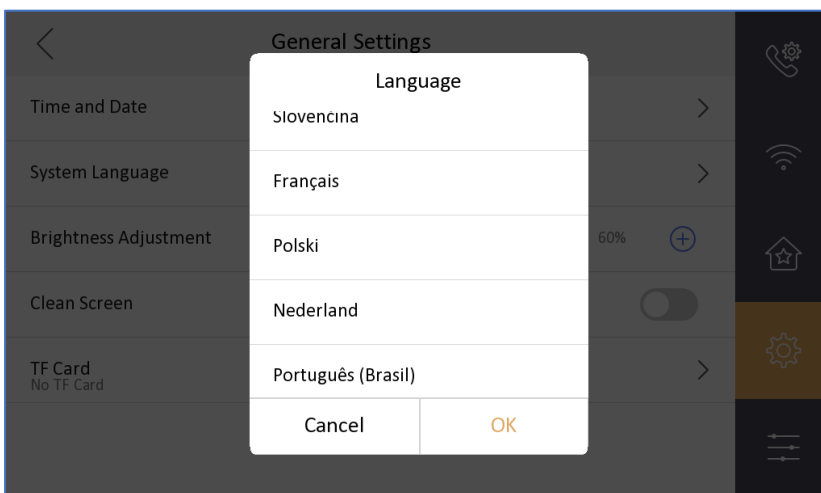 General Settings
Language
Time and Date
Slovenčina
System Language
Français
Brightness Adjustment
Polski
60%
Clean Screen
Nederland
TF Card
No TF Card
Português (Brasil)
Cancel
OK